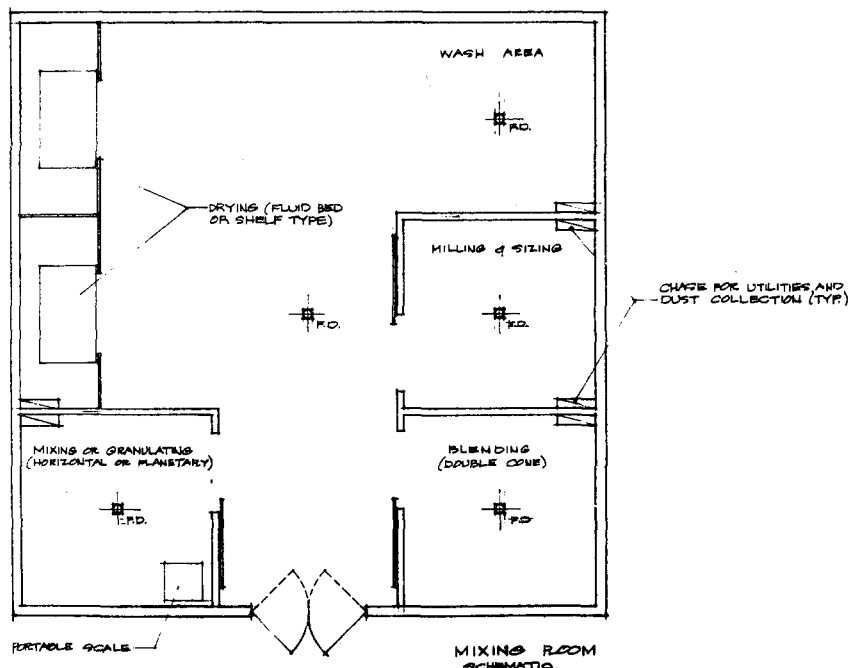 WASH AREA
F.D.
DRYING (FLUID BED
OR SHELF TYPE)
MILLING & SIZING
CHASE FOR UTILITIES, AND
DUST COLLECTION (TYP.)
F.D.
F.D.
MIXING OR GRANULATING
(HORIZONTAL OR PLANETARY)
BLENDING
(DOUBLE CONE)
F.D.
F.D
PORTABLE SCALE
MIXING ROOM
SCHEMATIC